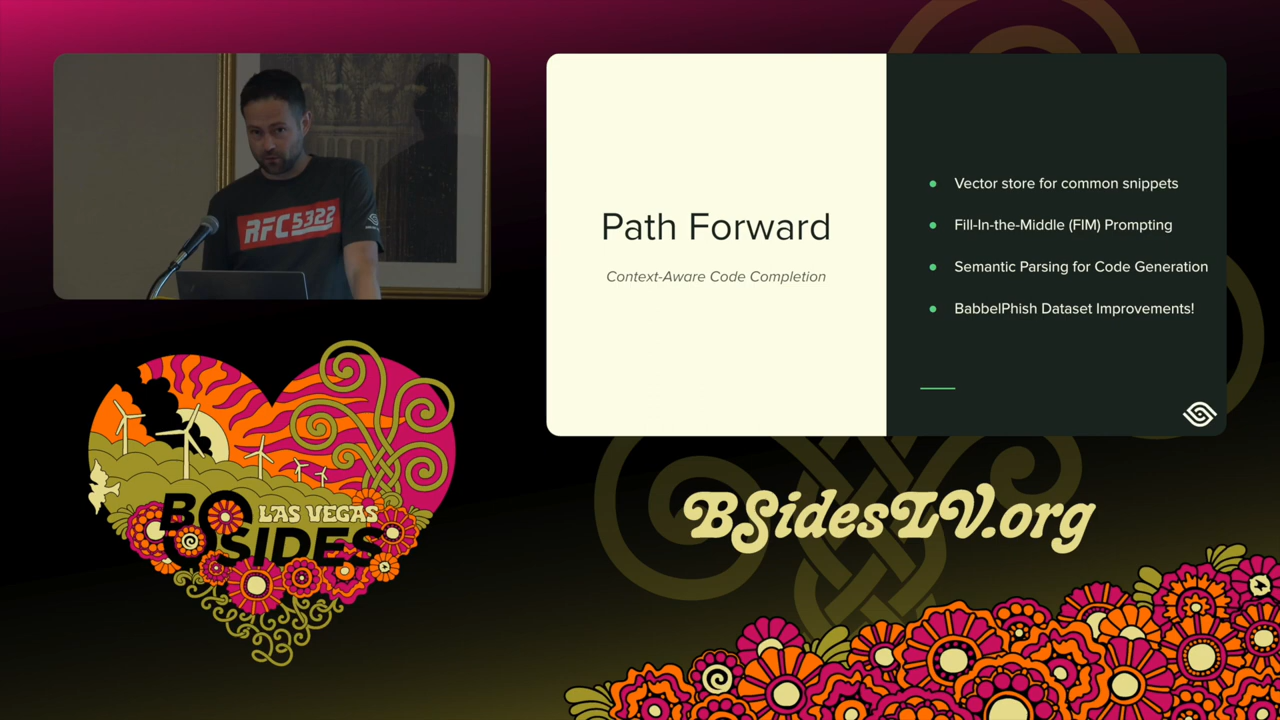 RFC 5322
Path Forward
Context-Aware Code Completion
Vector store for common snippets
Fill-In-the-Middle (FIM) Prompting
Semantic Parsing for Code Generation
BabbelPhish Dataset Improvements!
LAS VEGAS
BSIDES
BSidesLV.org